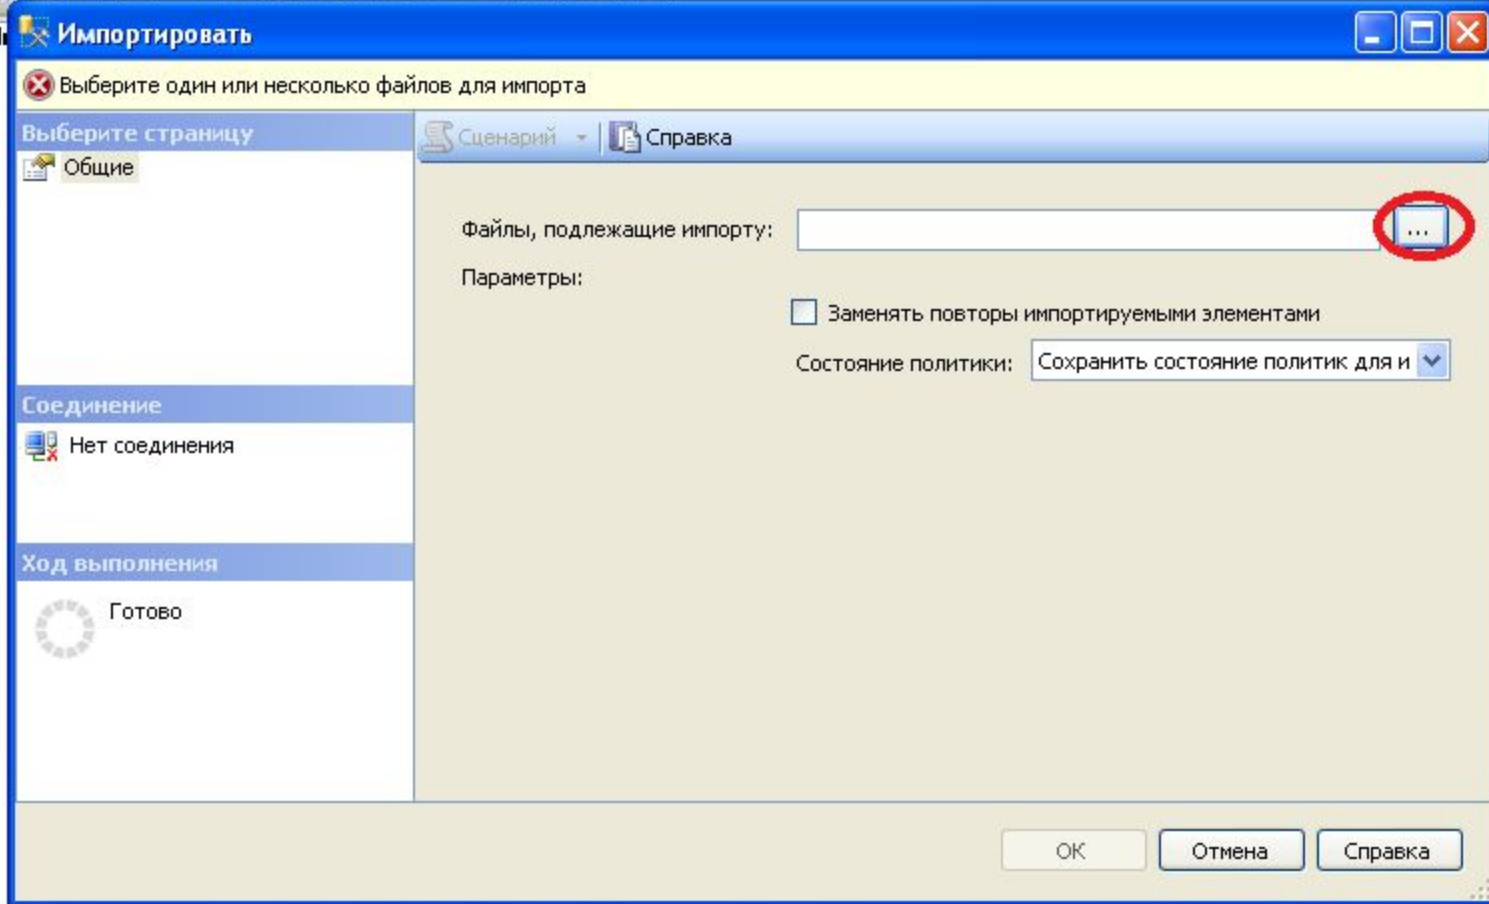 Импортировать
Выберите один или несколько файлов для импорта
Выберите страницу
Общие
Сценарий
Справка
Файлы, подлежащие импорту:
...
Параметры:
Заменять повторы импортируемыми элементами
Состояние политики:
Сохранить состояние политик для и
Соединение
Нет соединения
Ход выполнения
Готово
ОК
Отмена
Справка